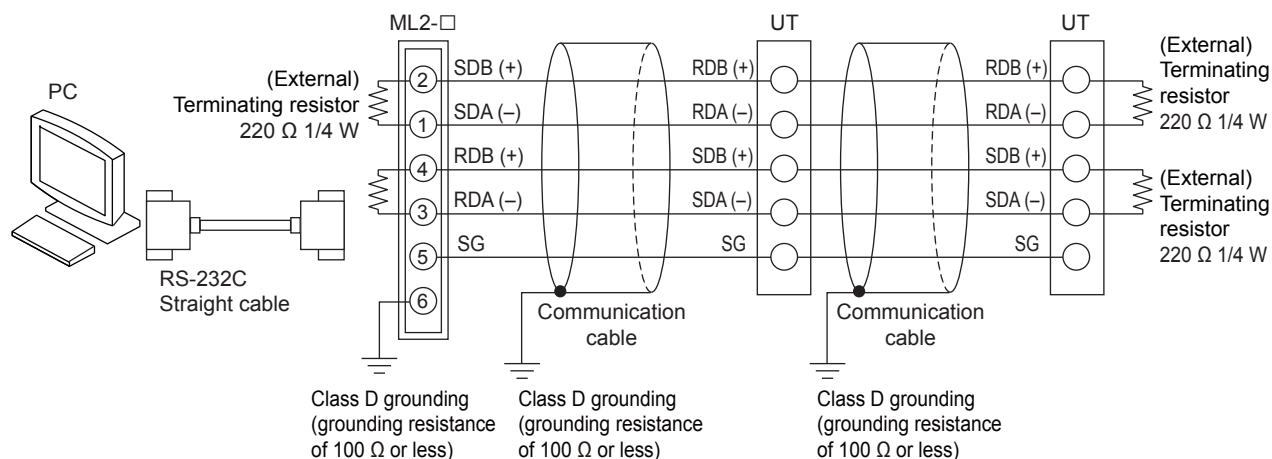 ML2-□
UT
UT
PC
(External)
Terminating resistor
220 Ω 1/4 W
2
1
4
3
5
6
SDB (+)
SDA (–)
RDB (+)
RDA (–)
SG
RDB (+)
RDA (–)
SDB (+)
SDA (–)
SG
RDB (+)
RDA (–)
SDB (+)
SDA (–)
SG
(External)
Terminating
resistor
220 Ω 1/4 W
(External)
Terminating
resistor
220 Ω 1/4 W
RS-232C
Straight cable
Communication
cable
Communication
cable
Class D grounding
(grounding resistance
of 100 Ω or less)
Class D grounding
(grounding resistance
of 100 Ω or less)
Class D grounding
(grounding resistance
of 100 Ω or less)